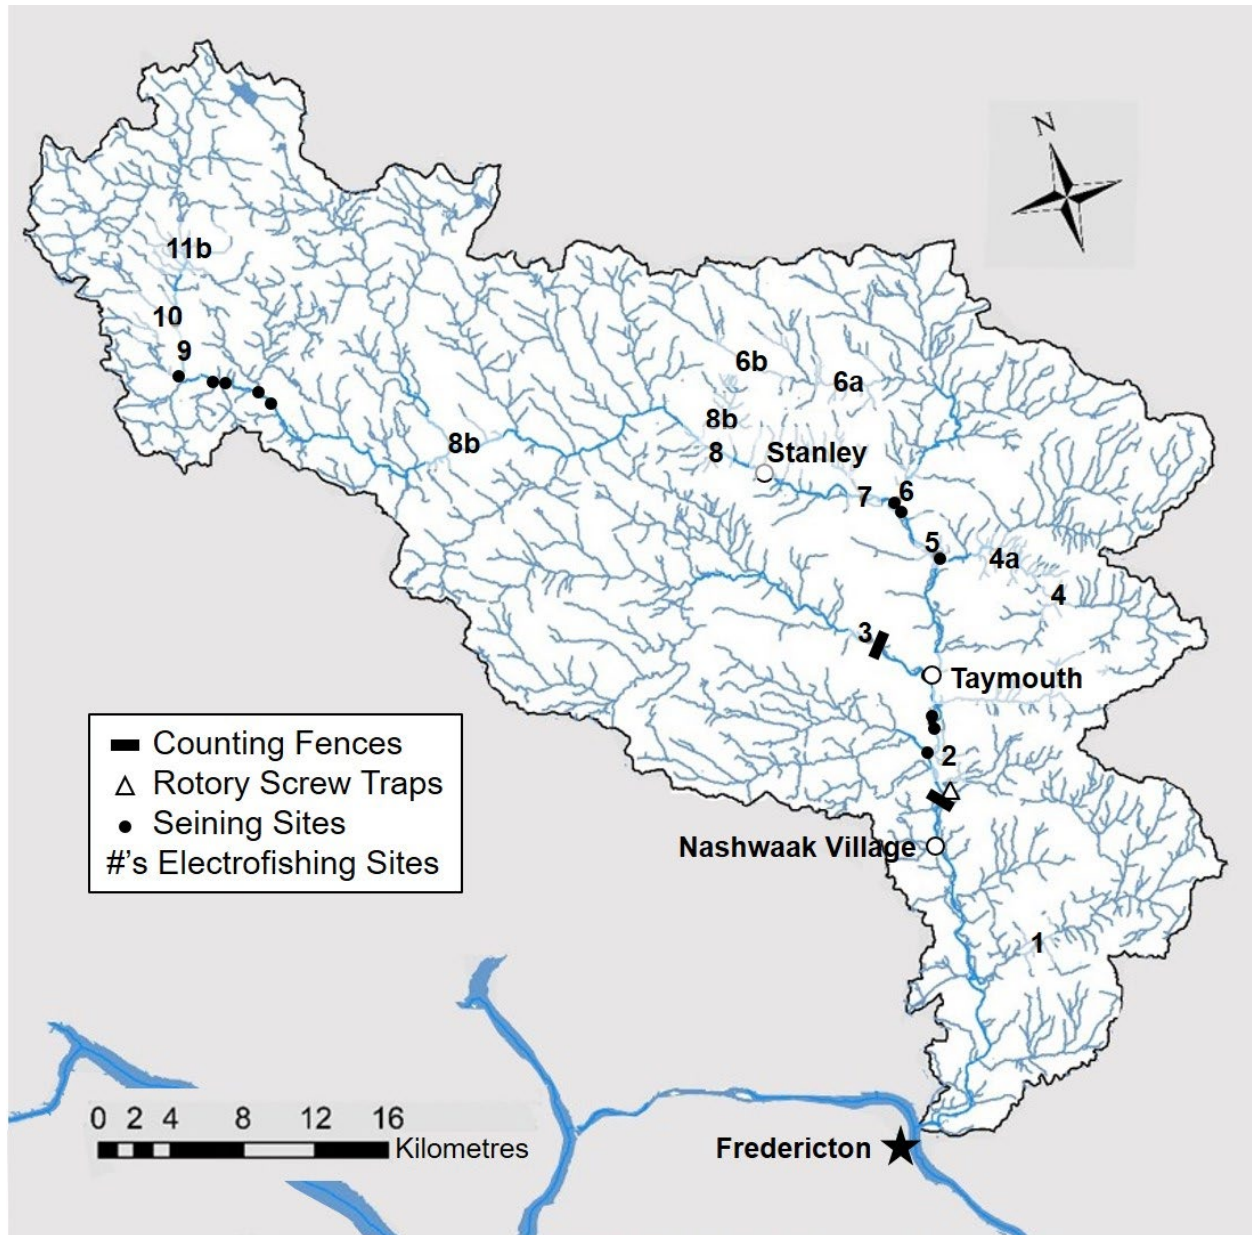 N
11b
10
9
6b
6a
8b
8b
8
Stanley
7
6
5
4a
4
3
Taymouth
2
Counting Fences
Rotory Screw Traps
Seining Sites
#'s Electrofishing Sites
Nashwaak Village
1
0 2 4 8 12 16
Kilometres
Fredericton